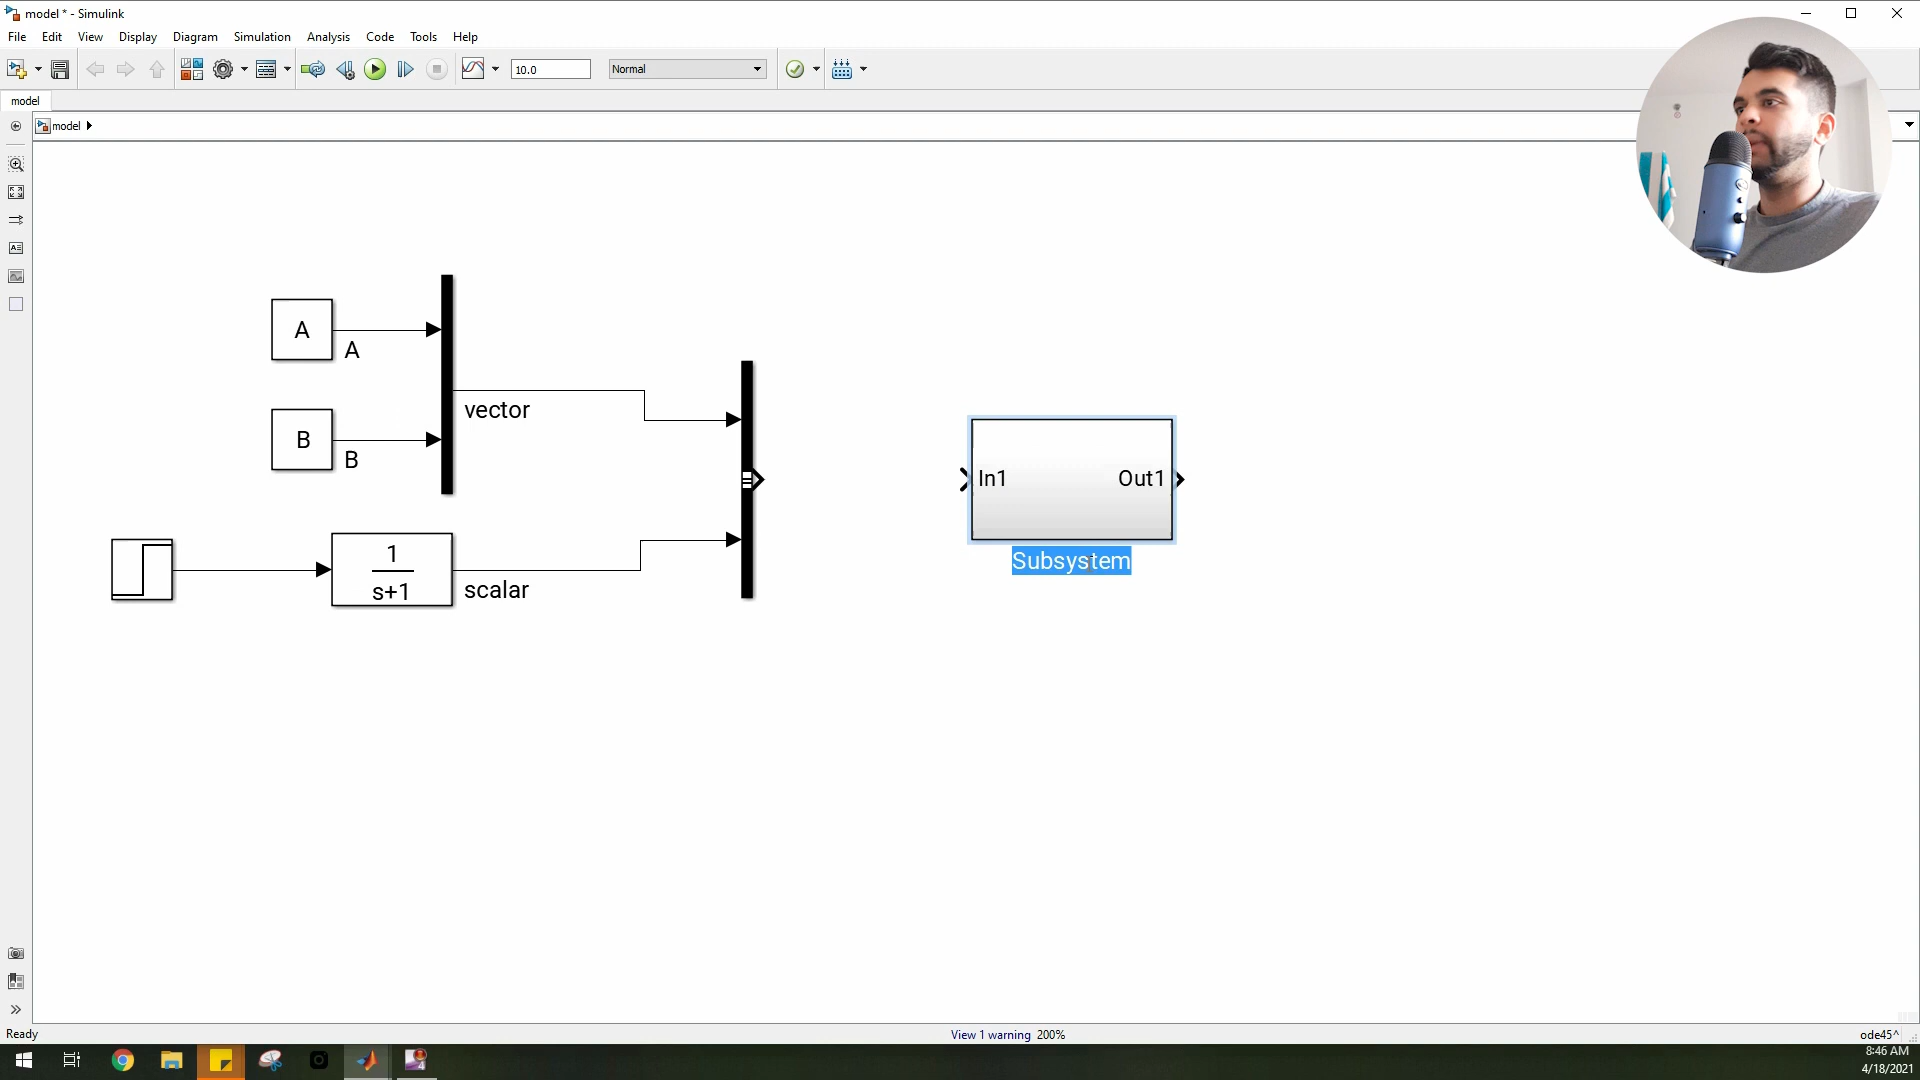 model * - Simulink
File Edit View Display Diagram Simulation Analysis Code Tools Help
10.0 Normal
model
model
A
A
B
B
vector
1
s+1
scalar
In1 Out1
Subsystem
Ready View 1 warning 200% ode45^
8:46 AM
4/18/2021